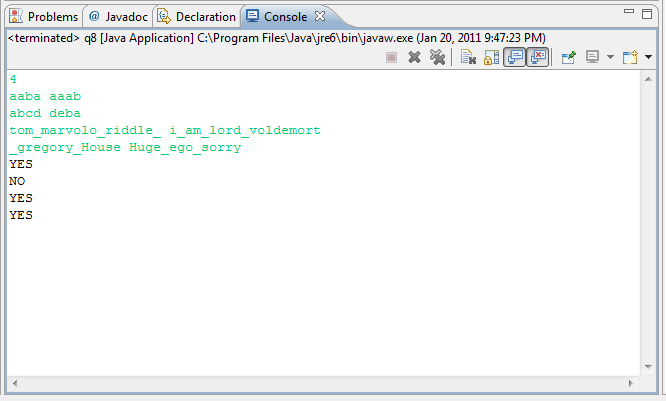 Problems @ Javadoc Declaration Console
<terminated> q8 [Java Application] C:\Program Files\Java\jre6\bin\javaw.exe (Jan 20, 2011 9:47:23 PM)
4
aaba aaab
abcd deba
tom_marvolo_riddle_ i_am_lord_voldemort
_gregory_House Huge_ego_sorry
YES
NO
YES
YES